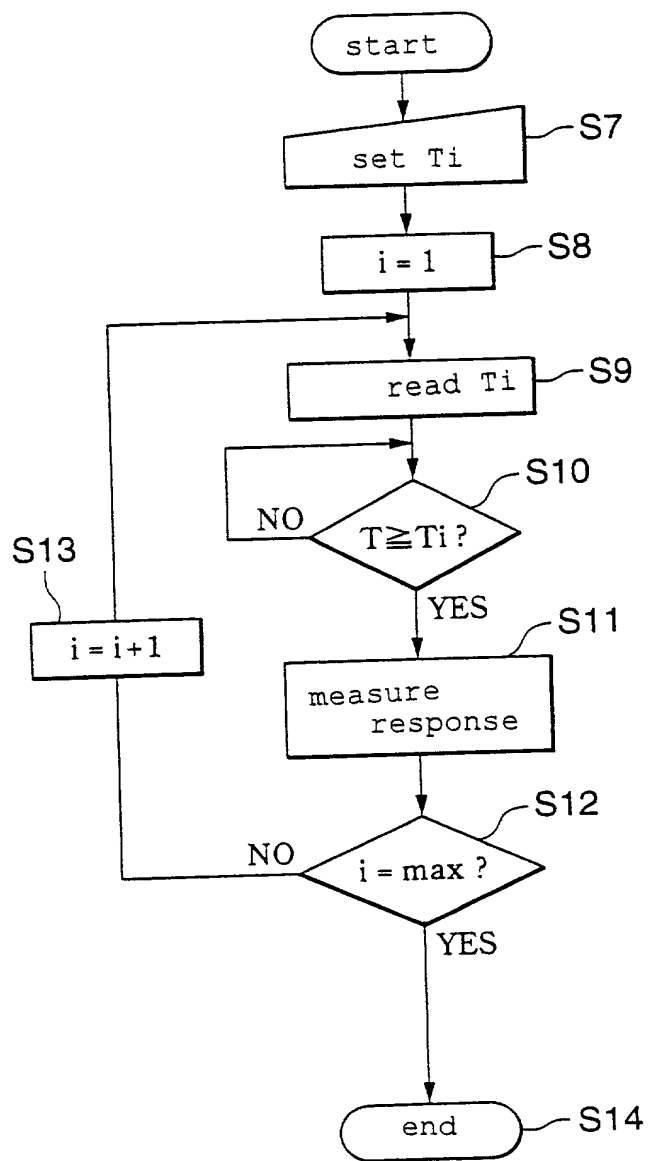 start
S7
set Ti
S8
i = 1
S9
read Ti
S10
NO
T≧Ti ?
S13
YES
i = i+1
S11
measure
response
S12
NO
i = max ?
YES
end
S14